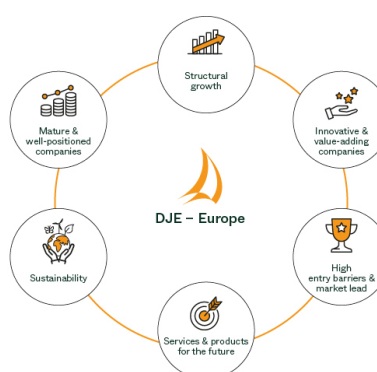 Structural
growth
Mature &
well-positioned
companies
Innovative &
value-adding
companies
DJE – Europe
Sustainability
High
entry barriers &
market lead
Services & products
for the future